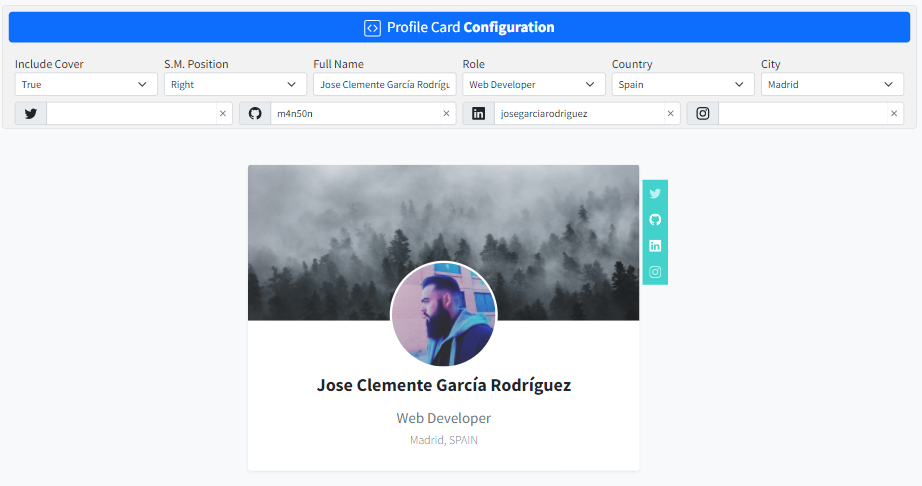 Profile Card Configuration
Include Cover S.M. Position Full Name Role Country City
True Right Jose Clemente García Rodrígu Web Developer Spain Madrid
m4n50n josegarciarodriguez
Jose Clemente García Rodríguez
Web Developer
Madrid, SPAIN